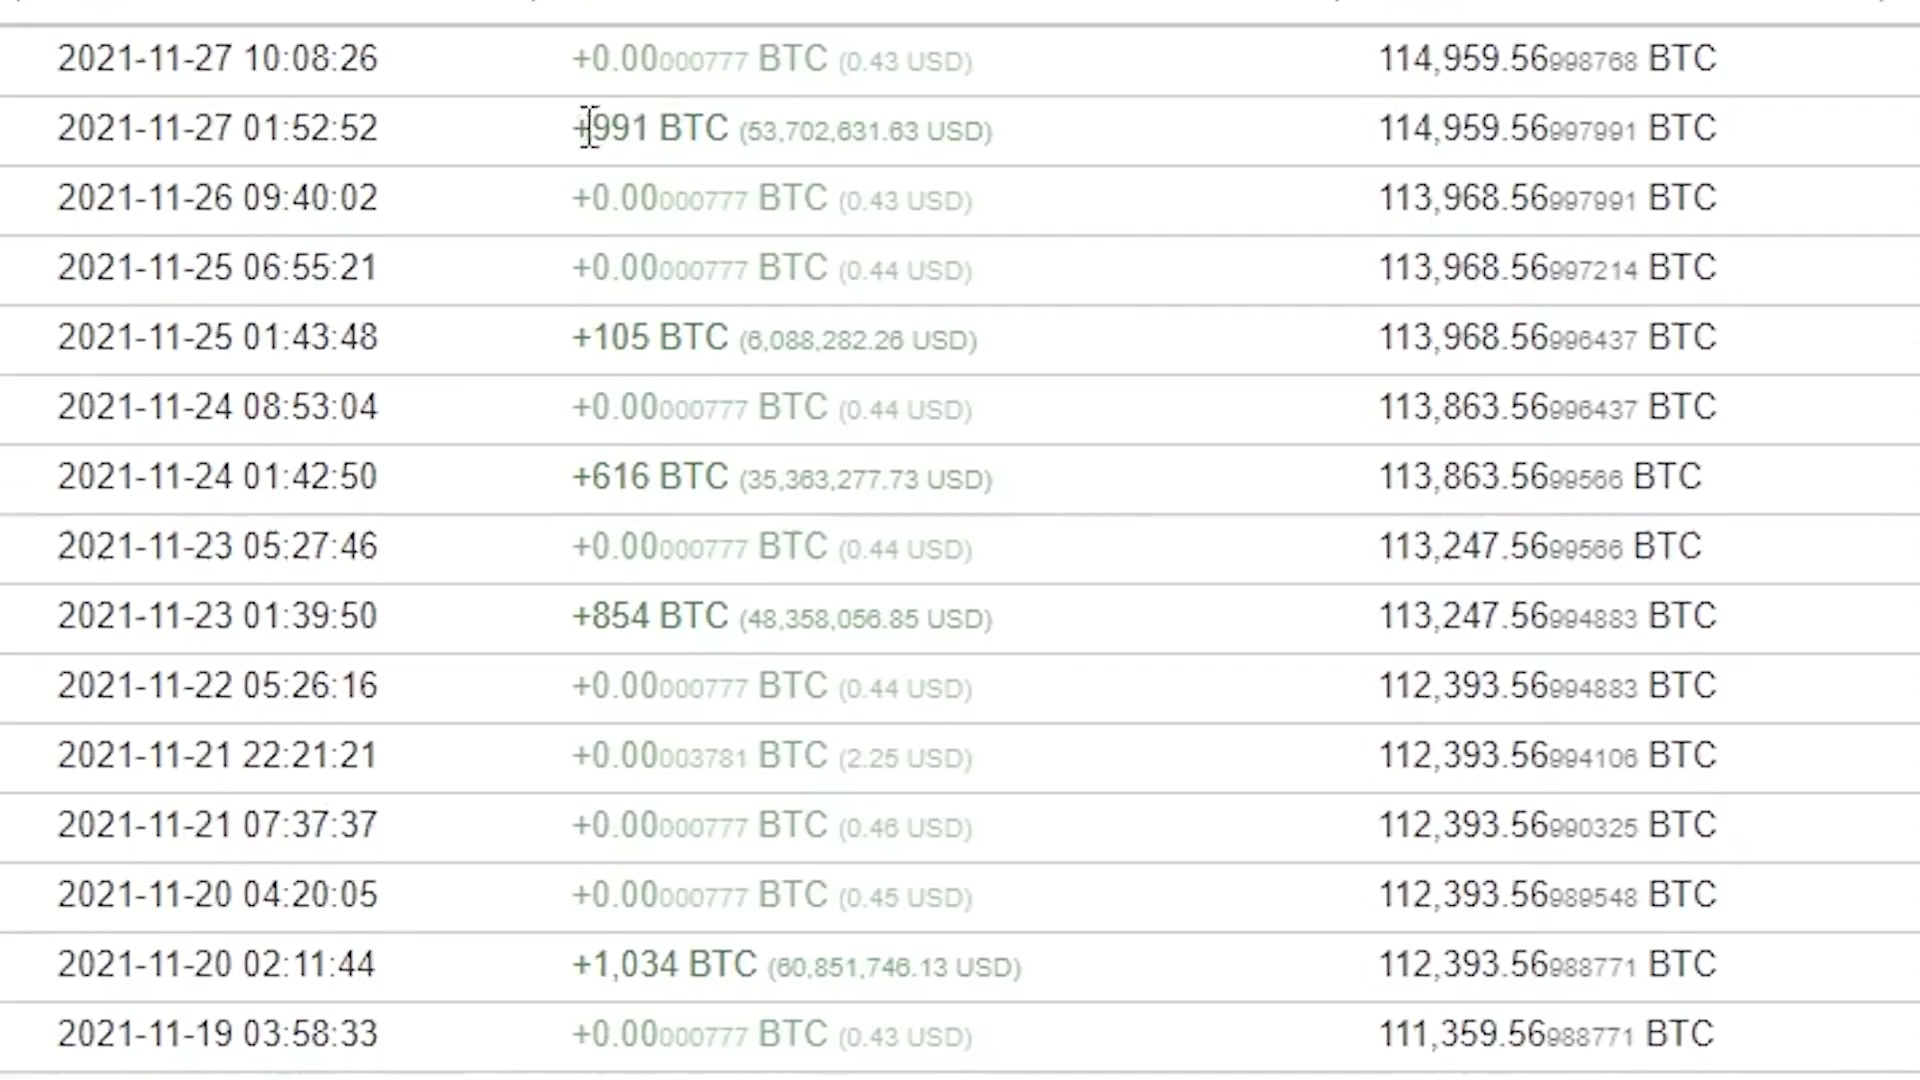 2021-11-27 10:08:26 +0.00000777 BTC (0.43 USD) 114,959.56998768 BTC
2021-11-27 01:52:52 +991 BTC (53,702,631.63 USD) 114,959.56997991 BTC
2021-11-26 09:40:02 +0.00000777 BTC (0.43 USD) 113,968.56997991 BTC
2021-11-25 06:55:21 +0.00000777 BTC (0.44 USD) 113,968.56997214 BTC
2021-11-25 01:43:48 +105 BTC (6,088,282.26 USD) 113,968.56996437 BTC
2021-11-24 08:53:04 +0.00000777 BTC (0.44 USD) 113,863.56996437 BTC
2021-11-24 01:42:50 +616 BTC (35,363,277.73 USD) 113,863.5699566 BTC
2021-11-23 05:27:46 +0.00000777 BTC (0.44 USD) 113,247.5699566 BTC
2021-11-23 01:39:50 +854 BTC (48,358,056.85 USD) 113,247.56994883 BTC
2021-11-22 05:26:16 +0.00000777 BTC (0.44 USD) 112,393.56994883 BTC
2021-11-21 22:21:21 +0.00003781 BTC (2.25 USD) 112,393.56994106 BTC
2021-11-21 07:37:37 +0.00000777 BTC (0.46 USD) 112,393.56990325 BTC
2021-11-20 04:20:05 +0.00000777 BTC (0.45 USD) 112,393.56989548 BTC
2021-11-20 02:11:44 +1,034 BTC (60,851,746.13 USD) 112,393.56988771 BTC
2021-11-19 03:58:33 +0.00000777 BTC (0.43 USD) 111,359.56988771 BTC